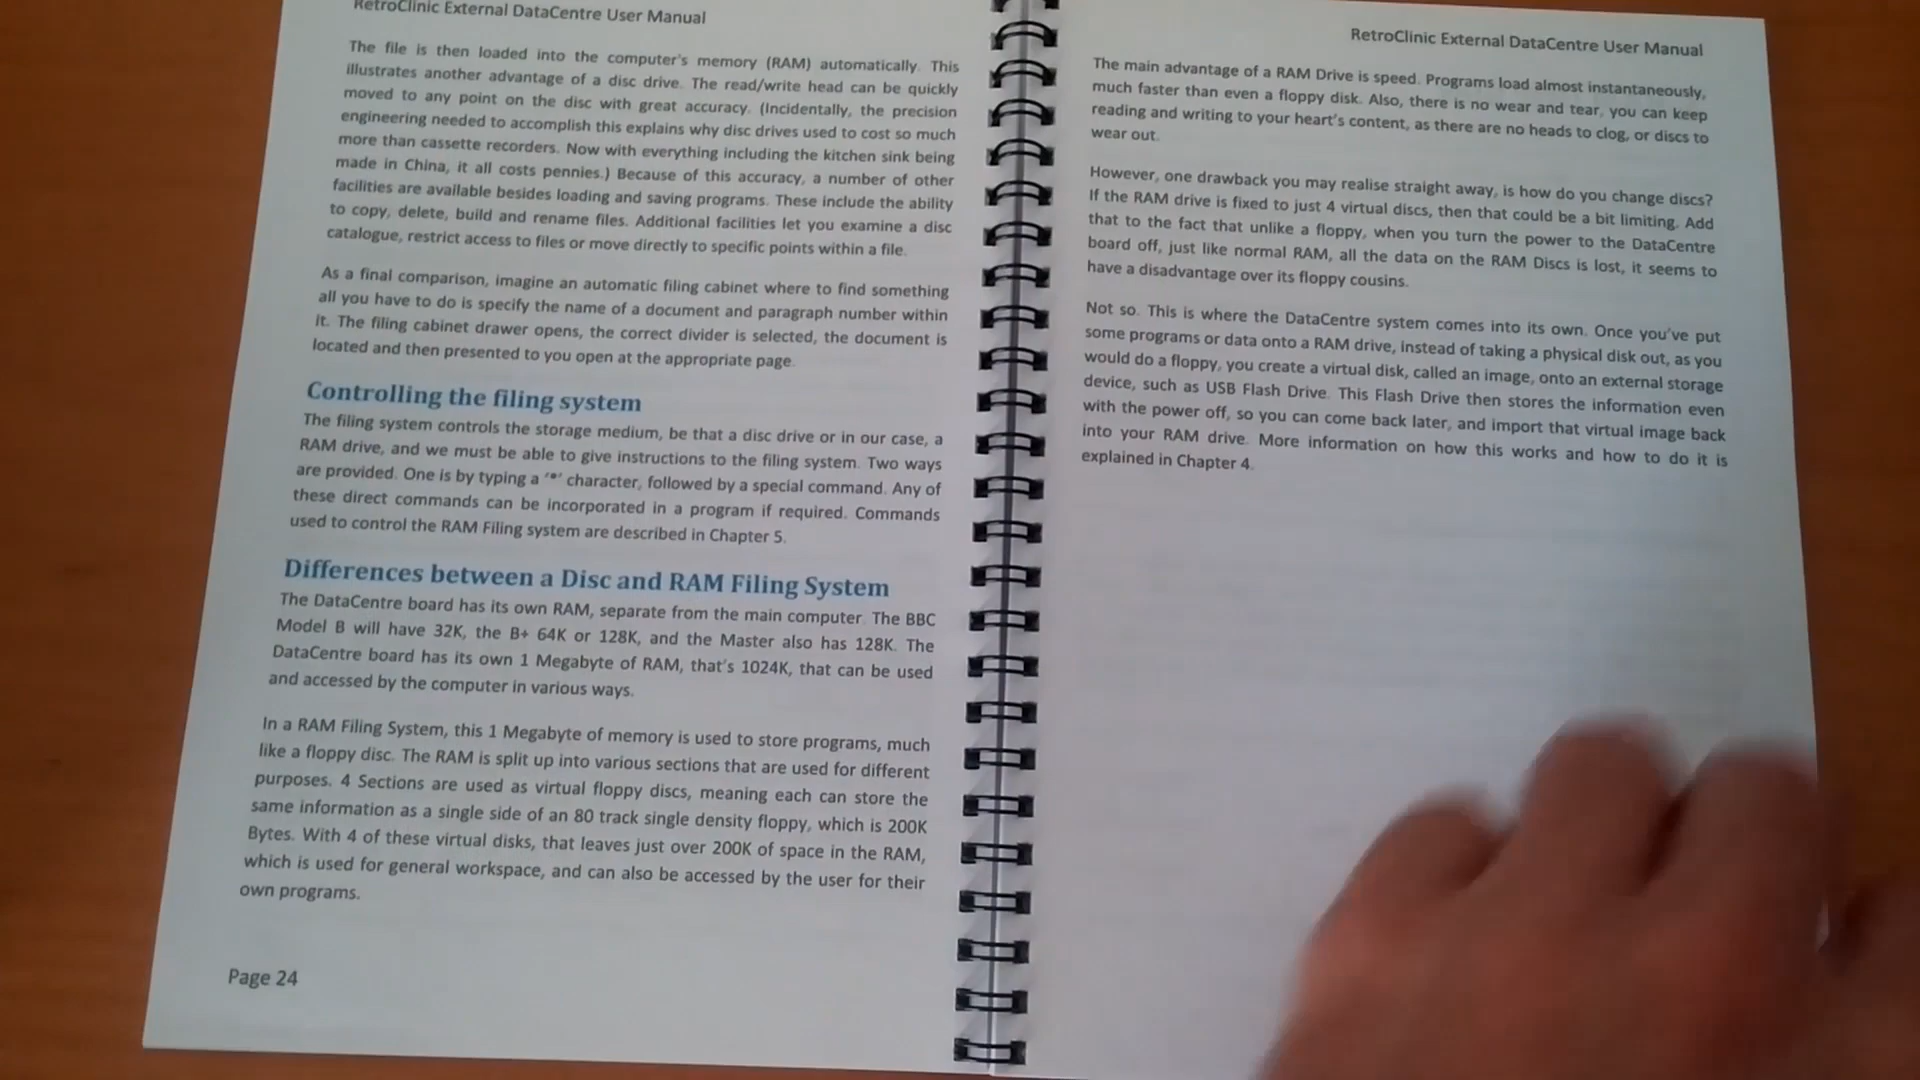 RetroClinic External DataCentre User Manual
The file is then loaded into the computer's memory (RAM) automatically. This
illustrates another advantage of a disc drive. The read/write head can be quickly
moved to any point on the disc with great accuracy. (Incidentally, the precision
engineering needed to accomplish this explains why disc drives used to cost so much
more than cassette recorders. Now with everything including the kitchen sink being
made in China, it all costs pennies.) Because of this accuracy, a number of other
facilities are available besides loading and saving programs. These include the ability
to copy, delete, build and rename files. Additional facilities let you examine a disc
catalogue, restrict access to files or move directly to specific points within a file.
As a final comparison, imagine an automatic filing cabinet where to find something
all you have to do is specify the name of a document and paragraph number within
it. The filing cabinet drawer opens, the correct divider is selected, the document is
located and then presented to you open at the appropriate page.
Controlling the filing system
The filing system controls the storage medium, be that a disc drive or in our case, a
RAM drive, and we must be able to give instructions to the filing system. Two ways
are provided. One is by typing a '*' character, followed by a special command. Any of
these direct commands can be incorporated in a program if required. Commands
used to control the RAM Filing system are described in Chapter 5.
Differences between a Disc and RAM Filing System
The DataCentre board has its own RAM, separate from the main computer. The BBC
Model B will have 32K, the B+ 64K or 128K, and the Master also has 128K. The
DataCentre board has its own 1 Megabyte of RAM, that's 1024K, that can be used
and accessed by the computer in various ways.
In a RAM Filing System, this 1 Megabyte of memory is used to store programs, much
like a floppy disc. The RAM is split up into various sections that are used for different
purposes. 4 Sections are used as virtual floppy discs, meaning each can store the
same information as a single side of an 80 track single density floppy, which is 200K
Bytes. With 4 of these virtual disks, that leaves just over 200K of space in the RAM,
which is used for general workspace, and can also be accessed by the user for their
own programs.
Page 24
RetroClinic External DataCentre User Manual
The main advantage of a RAM Drive is speed. Programs load almost instantaneously,
much faster than even a floppy disk. Also, there is no wear and tear, you can keep
reading and writing to your heart's content, as there are no heads to clog, or discs to
wear out.
However, one drawback you may realise straight away, is how do you change discs?
If the RAM drive is fixed to just 4 virtual discs, then that could be a bit limiting. Add
that to the fact that unlike a floppy, when you turn the power to the DataCentre
board off, just like normal RAM, all the data on the RAM Discs is lost, it seems to
have a disadvantage over its floppy cousins.
Not so. This is where the DataCentre system comes into its own. Once you've put
some programs or data onto a RAM drive, instead of taking a physical disk out, as you
would do a floppy, you create a virtual disk, called an image, onto an external storage
device, such as USB Flash Drive. This Flash Drive then stores the information even
with the power off, so you can come back later, and import that virtual image back
into your RAM drive. More information on how this works and how to do it is
explained in Chapter 4.